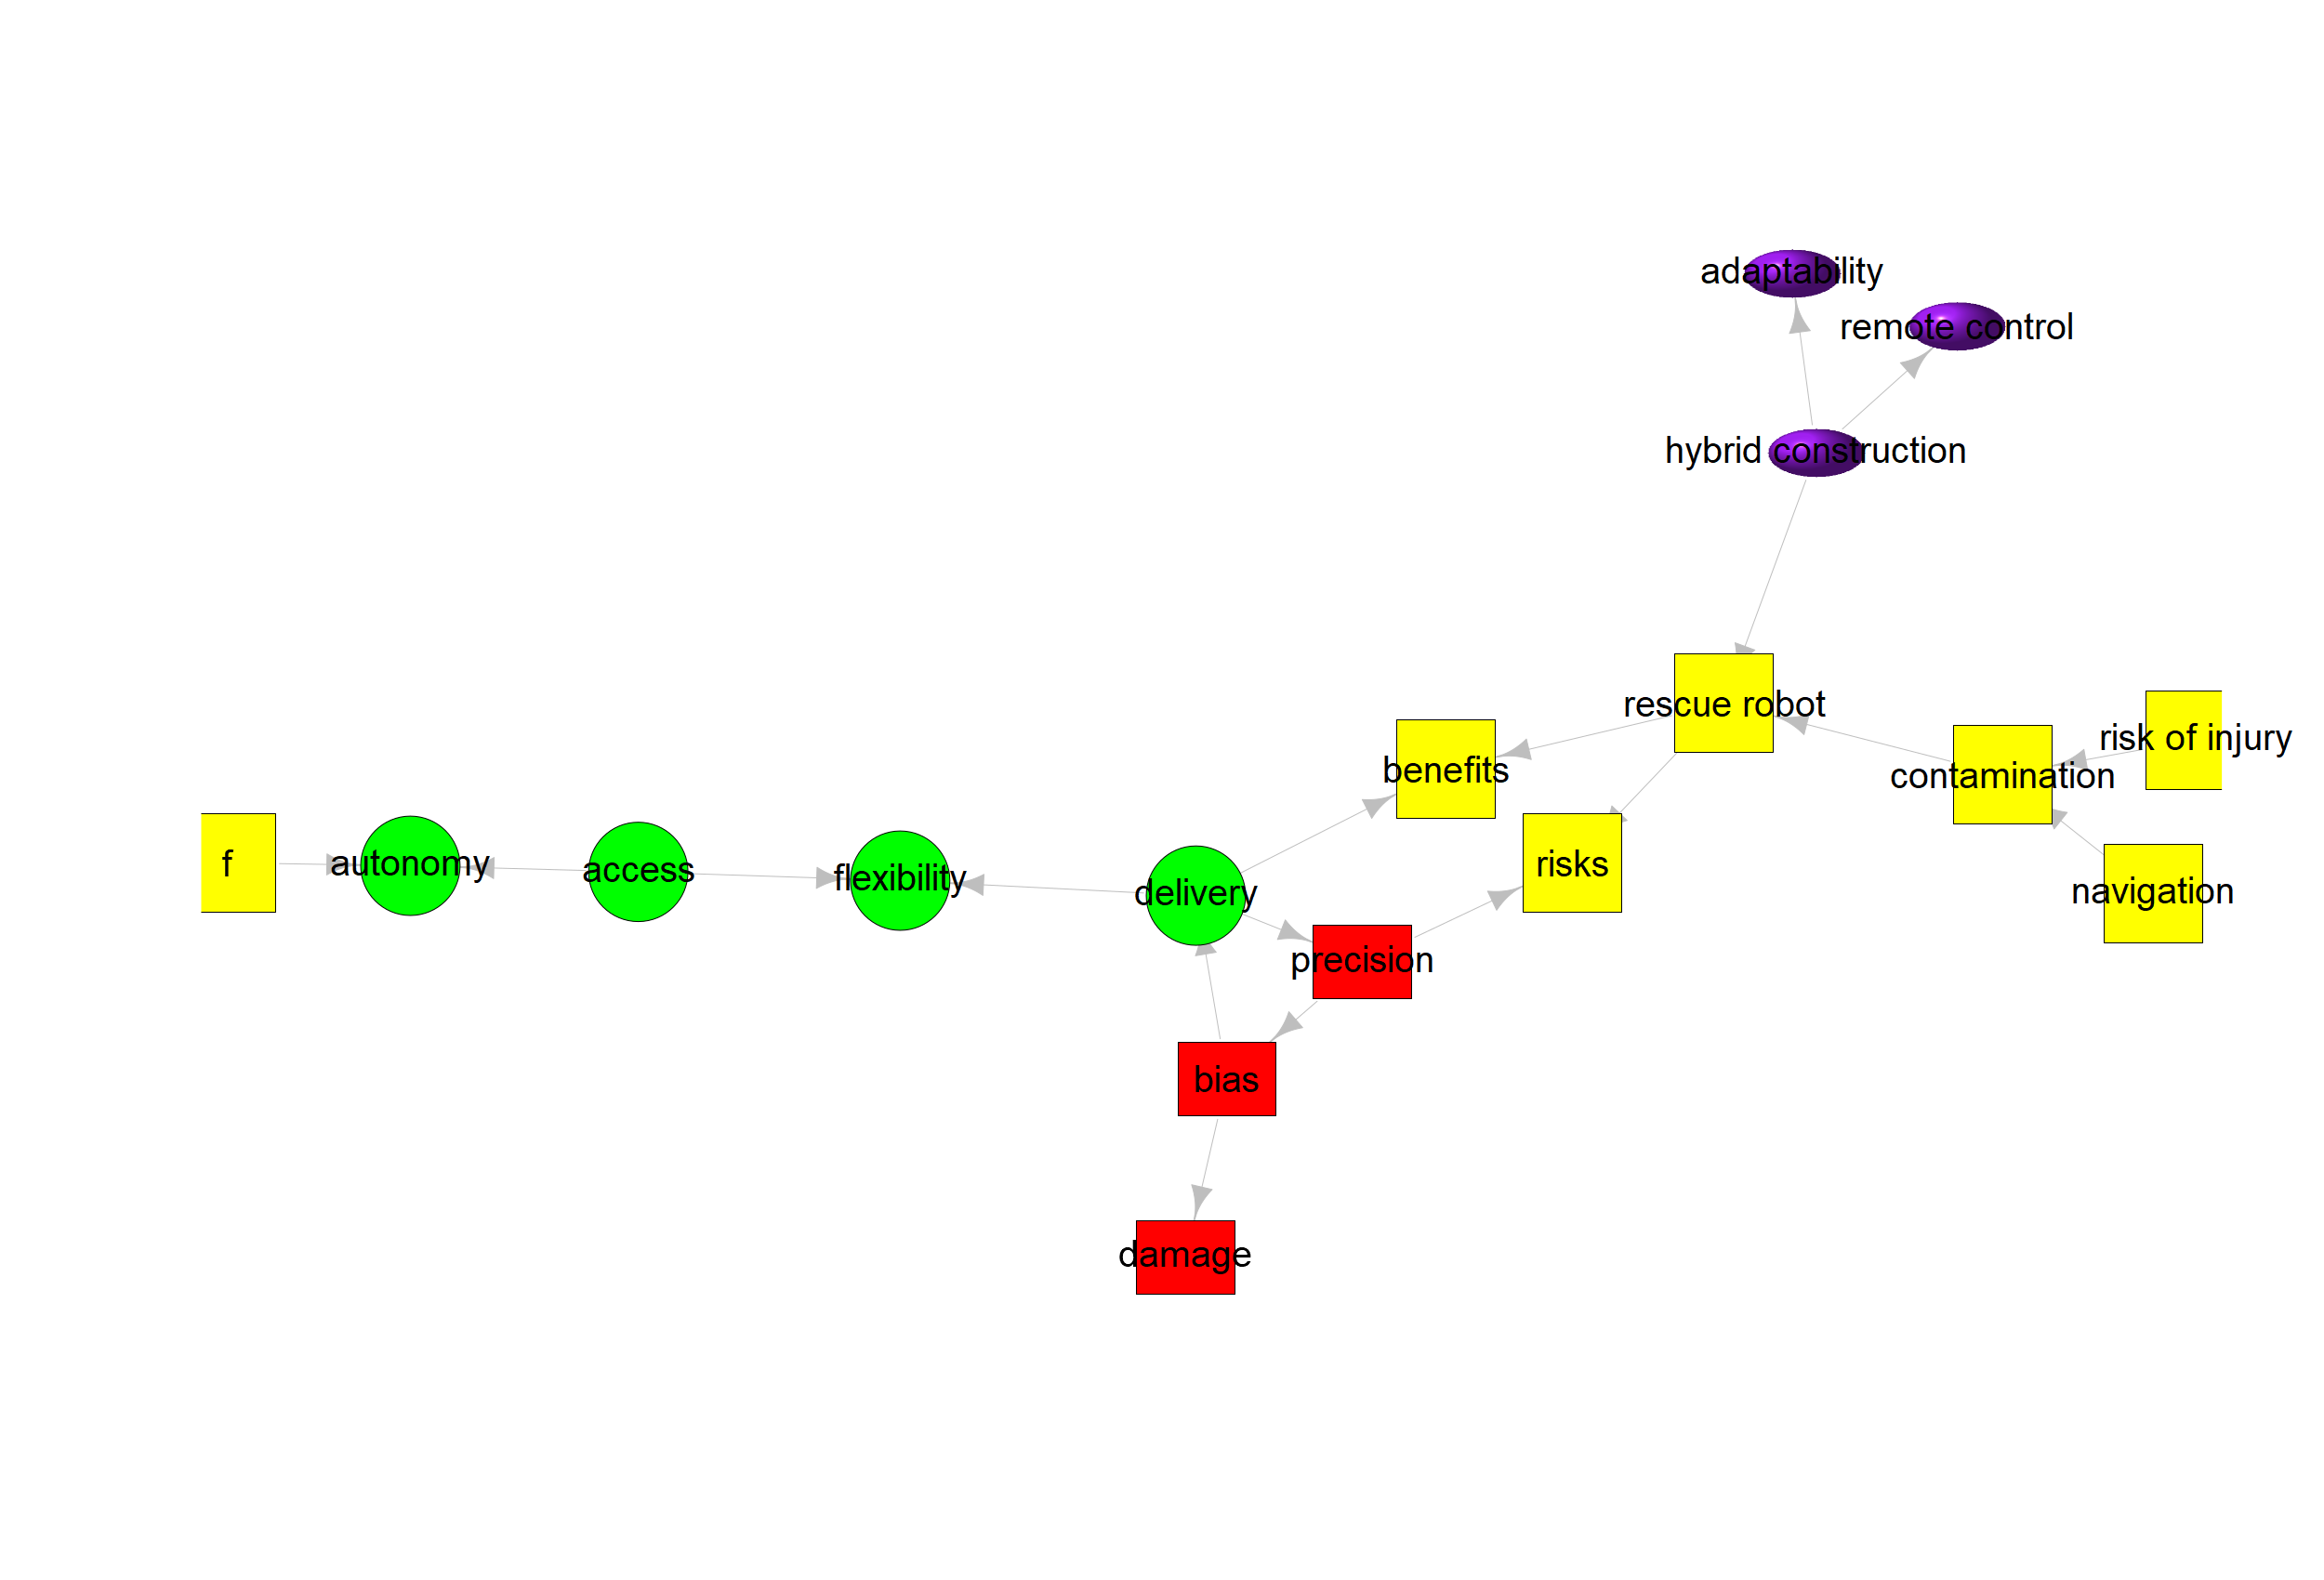 adaptability
remote control
hybrid construction
rescue robot
risk of injury
benefits
contamination
f
autonomy
access
flexibility
delivery
risks
navigation
precision
bias
damage